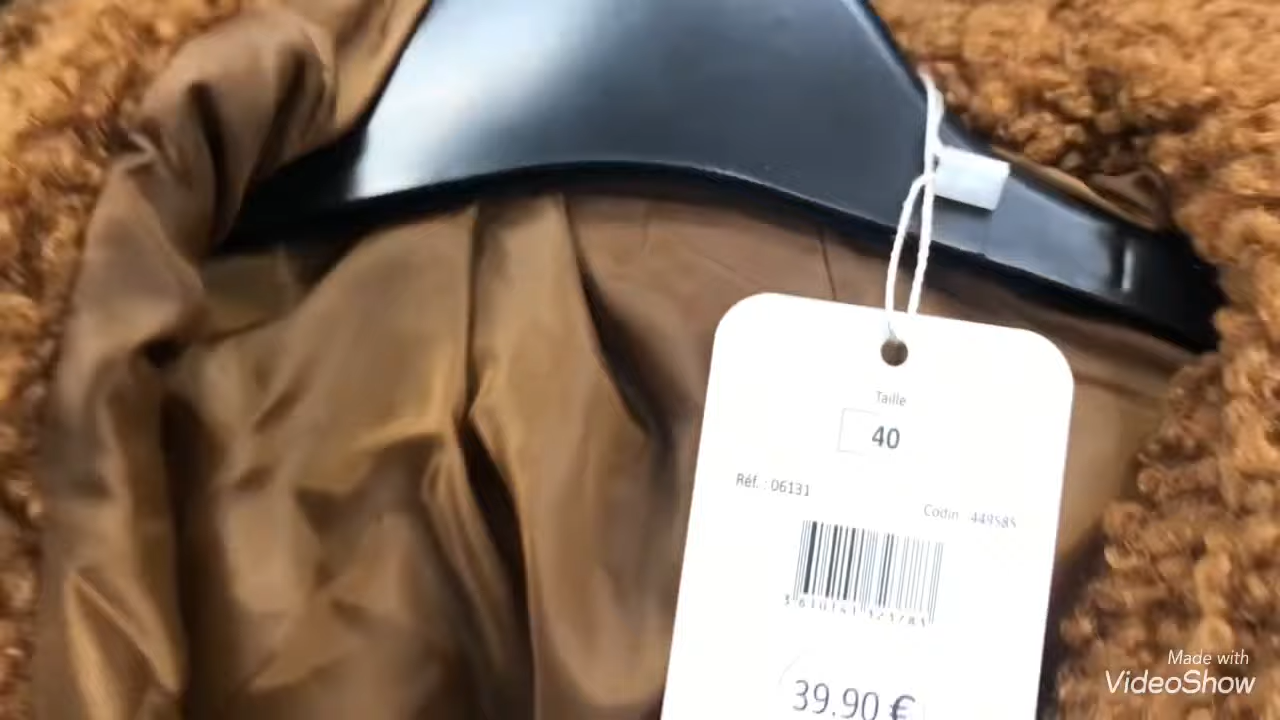 Taille
40
Réf. : 06131
Codin 449585
39.90 €
Made with
VideoShow